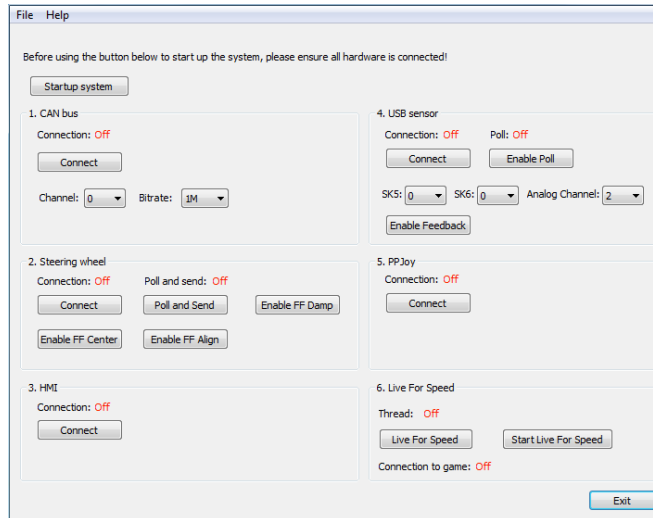 File Help
Before using the button below to start up the system, please ensure all hardware is connected!
Startup system
1. CAN bus
Connection: Off
Connect
Channel: 0 Bitrate: 1M
4. USB sensor
Connection: Off Poll: Off
Connect Enable Poll
SK5: 0 SK6: 0 Analog Channel: 2
Enable Feedback
2. Steering wheel
Connection: Off Poll and send: Off
Connect Poll and Send Enable FF Damp
Enable FF Center Enable FF Align
5. PPJoy
Connection: Off
Connect
3. HMI
Connection: Off
Connect
6. Live For Speed
Thread: Off
Live For Speed Start Live For Speed
Connection to game: Off
Exit